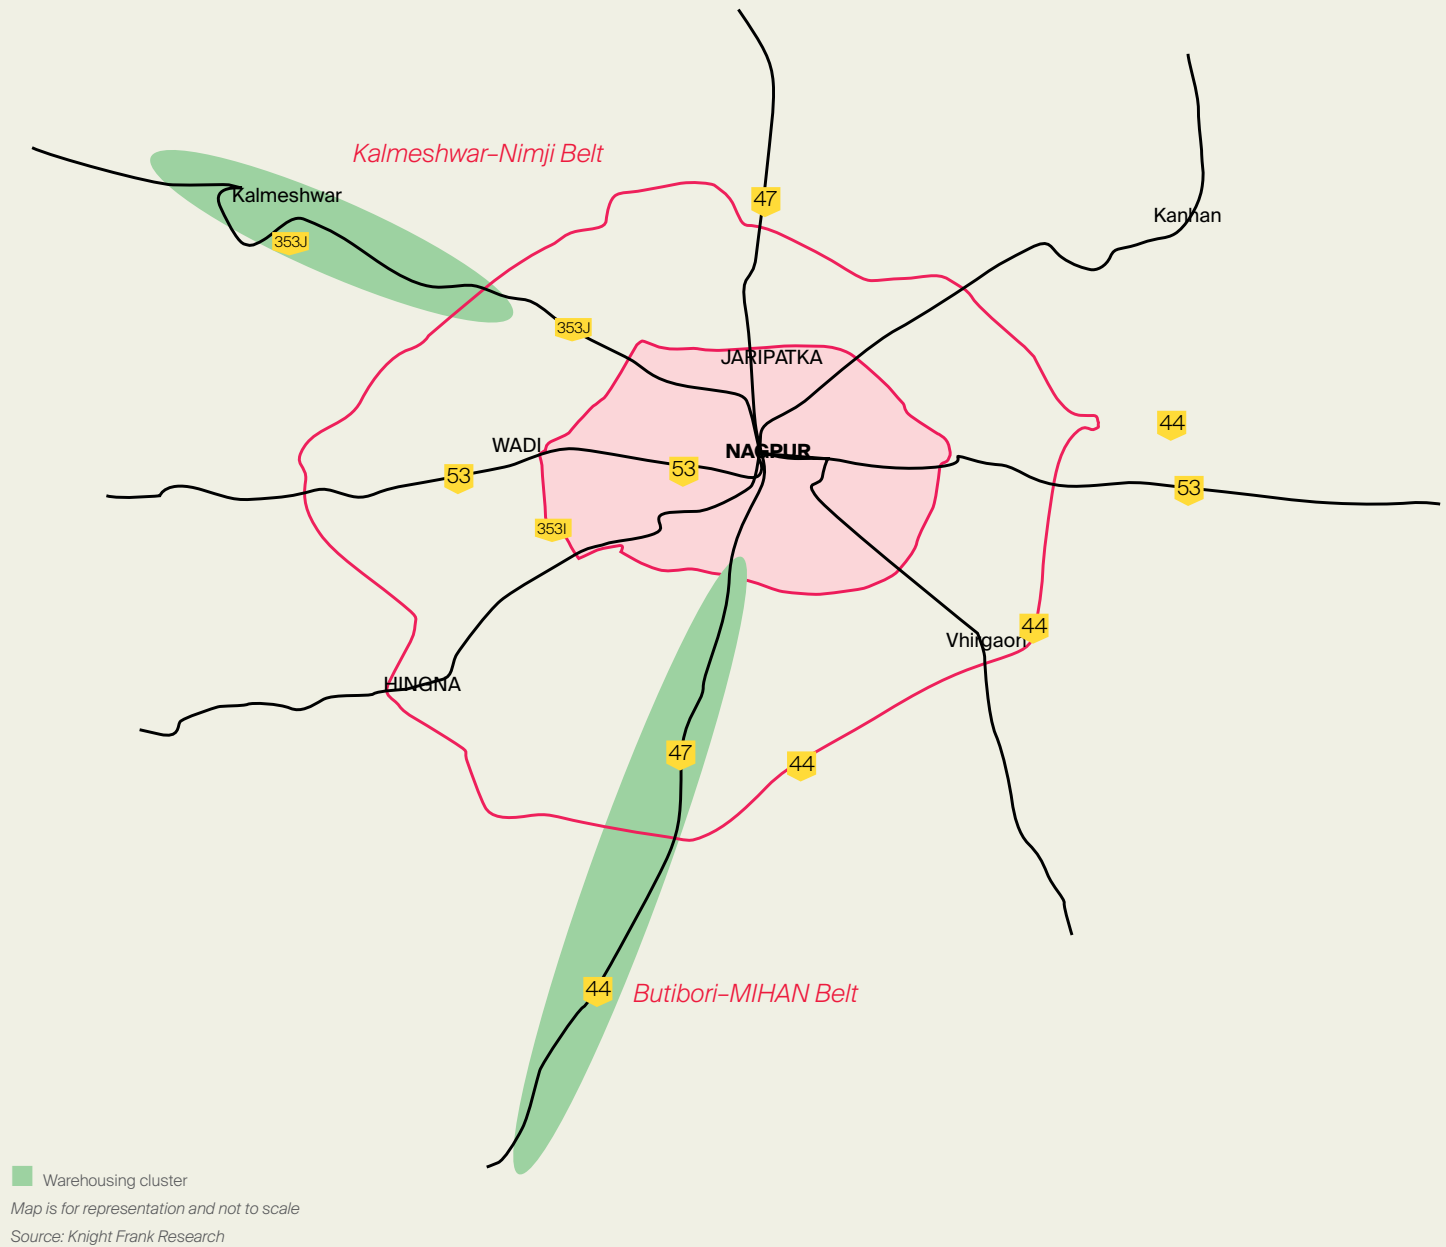 Kalmeshwar–Nimji Belt
Kalmeshwar
47
Kanhan
353J
353J
JARIPATKA
44
WADI
NAGPUR
53
53
53
353I
44
Vhirgaon
HINGNA
47
44
44
Butibori–MIHAN Belt
Warehousing cluster
Map is for representation and not to scale
Source: Knight Frank Research